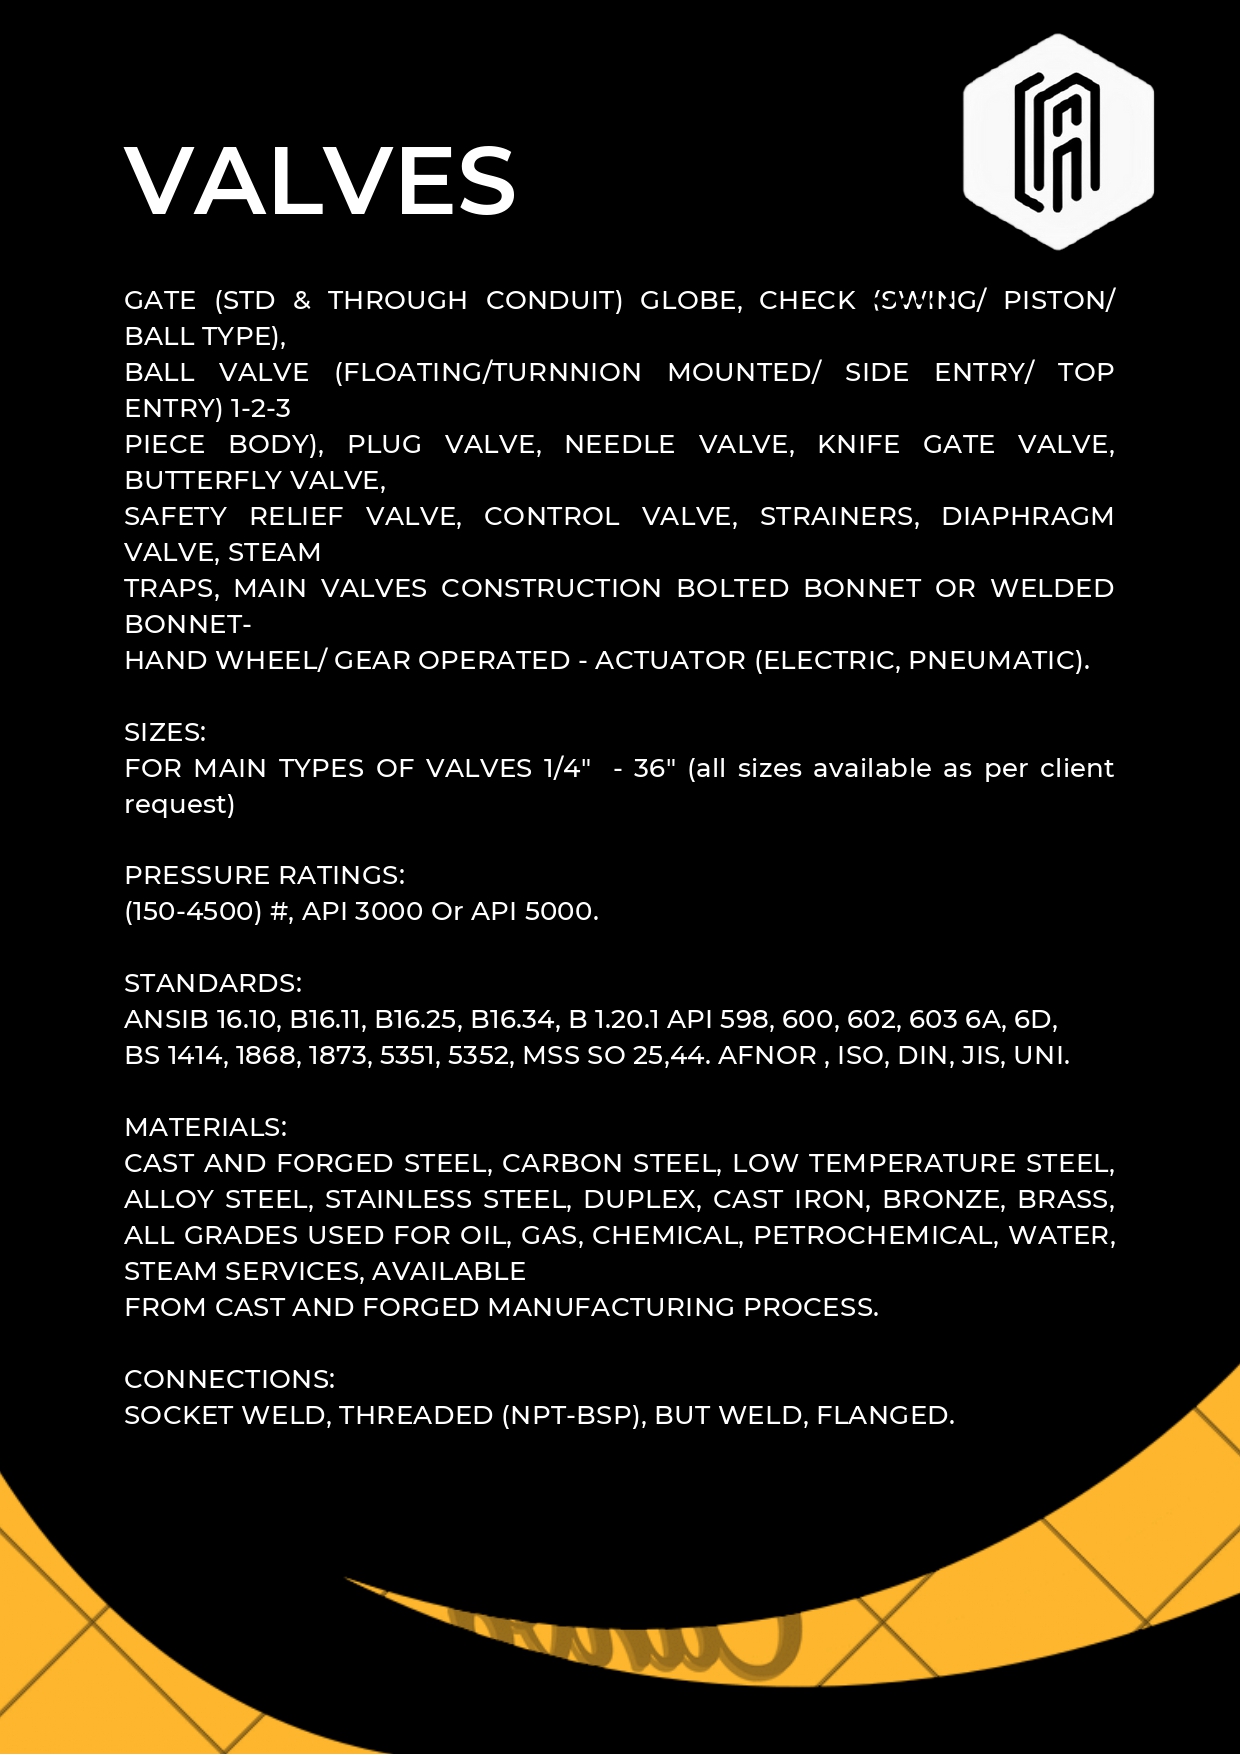 VALVES
GATE (STD & THROUGH CONDUIT) GLOBE, CHECK (SWING/ PISTON/
BALL TYPE),
BALL VALVE (FLOATING/TURNNION MOUNTED/ SIDE ENTRY/ TOP
ENTRY) 1-2-3
PIECE BODY), PLUG VALVE, NEEDLE VALVE, KNIFE GATE VALVE,
BUTTERFLY VALVE,
SAFETY RELIEF VALVE, CONTROL VALVE, STRAINERS, DIAPHRAGM
VALVE, STEAM
TRAPS, MAIN VALVES CONSTRUCTION BOLTED BONNET OR WELDED
BONNET-
HAND WHEEL/ GEAR OPERATED - ACTUATOR (ELECTRIC, PNEUMATIC).
SIZES:
FOR MAIN TYPES OF VALVES 1/4" - 36" (all sizes available as per client
request)
PRESSURE RATINGS:
(150-4500) #, API 3000 Or API 5000.
STANDARDS:
ANSIB 16.10, B16.11, B16.25, B16.34, B 1.20.1 API 598, 600, 602, 603 6A, 6D,
BS 1414, 1868, 1873, 5351, 5352, MSS SO 25,44. AFNOR , ISO, DIN, JIS, UNI.
MATERIALS:
CAST AND FORGED STEEL, CARBON STEEL, LOW TEMPERATURE STEEL,
ALLOY STEEL, STAINLESS STEEL, DUPLEX, CAST IRON, BRONZE, BRASS,
ALL GRADES USED FOR OIL, GAS, CHEMICAL, PETROCHEMICAL, WATER,
STEAM SERVICES, AVAILABLE
FROM CAST AND FORGED MANUFACTURING PROCESS.
CONNECTIONS:
SOCKET WELD, THREADED (NPT-BSP), BUT WELD, FLANGED.